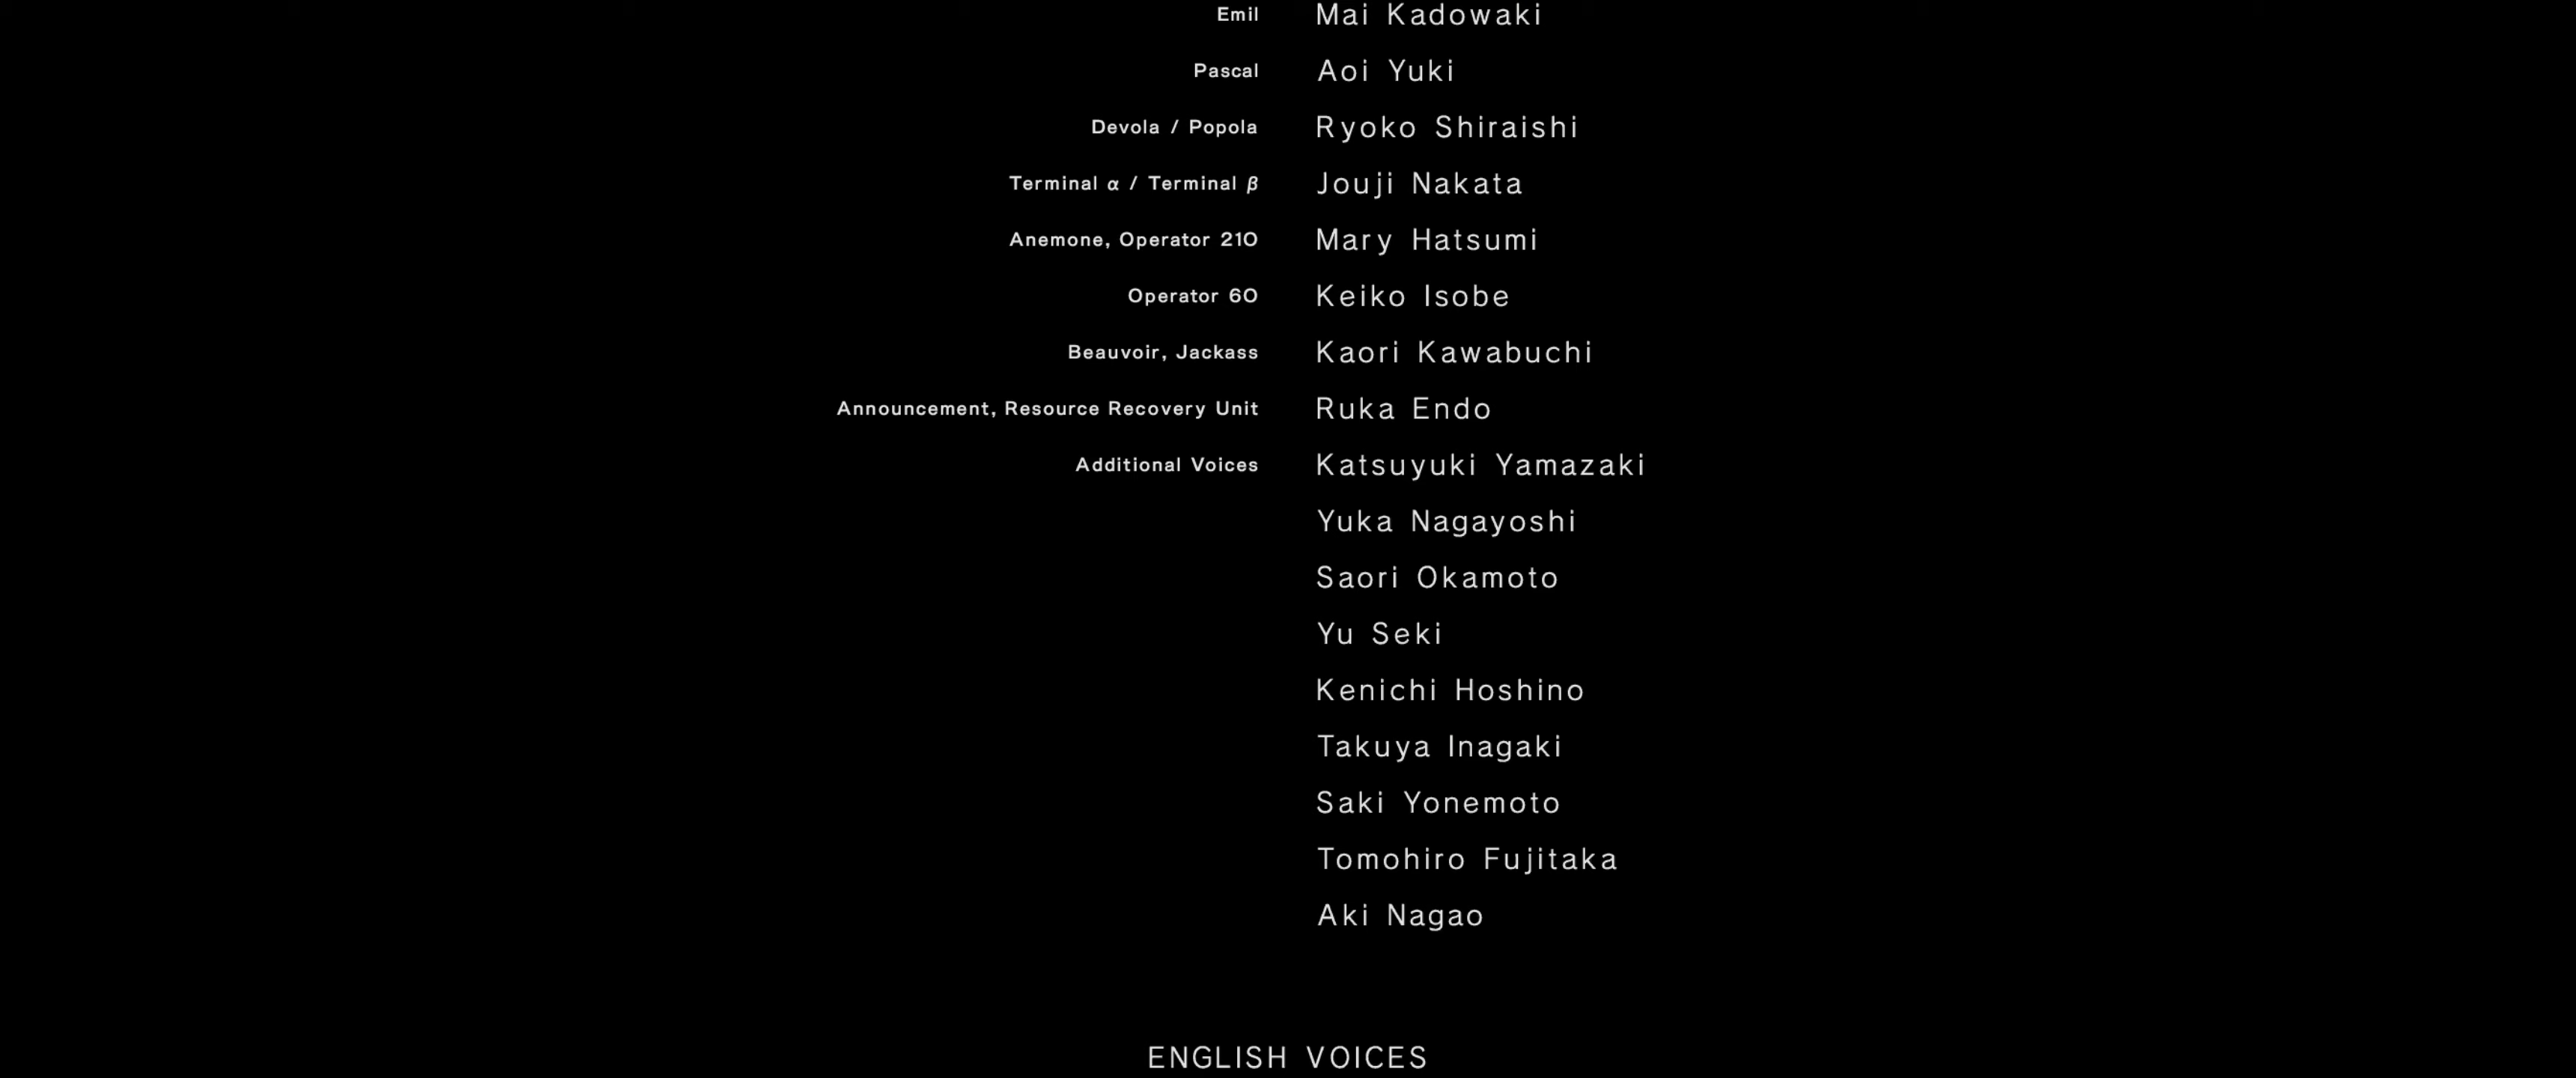 Emil Mai Kadowaki
Pascal Aoi Yuki
Devola / Popola Ryoko Shiraishi
Terminal α / Terminal β Jouji Nakata
Anemone, Operator 21O Mary Hatsumi
Operator 6O Keiko Isobe
Beauvoir, Jackass Kaori Kawabuchi
Announcement, Resource Recovery Unit Ruka Endo
Additional Voices Katsuyuki Yamazaki
Yuka Nagayoshi
Saori Okamoto
Yu Seki
Kenichi Hoshino
Takuya Inagaki
Saki Yonemoto
Tomohiro Fujitaka
Aki Nagao
ENGLISH VOICES